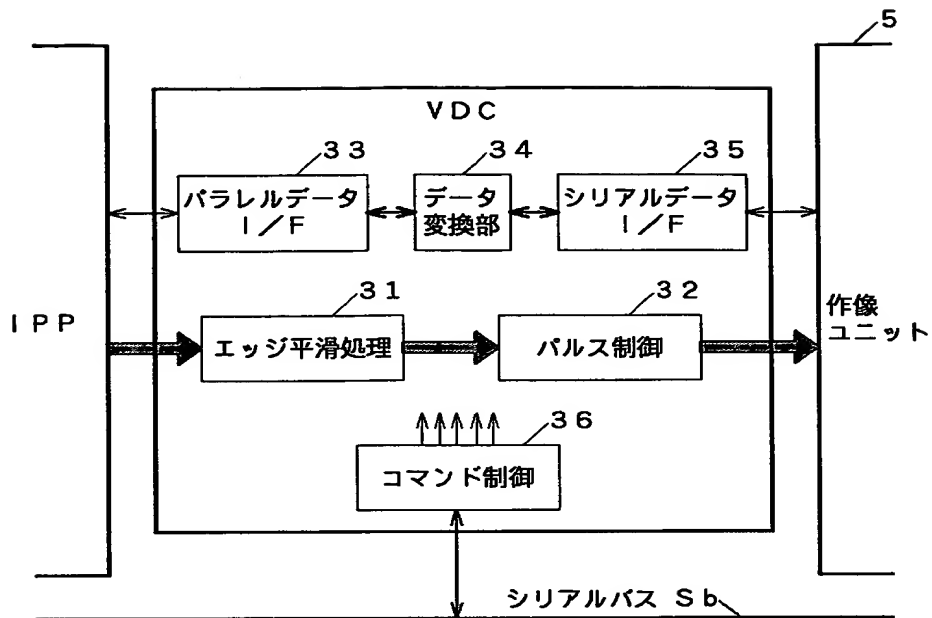 5
VDC
33
34
35
パラレルデータ
I/F
データ
変換部
シリアルデータ
I/F
IPP
31
32
作像
ユニット
エッジ平滑処理
パルス制御
36
コマンド制御
シリアルバス Sb